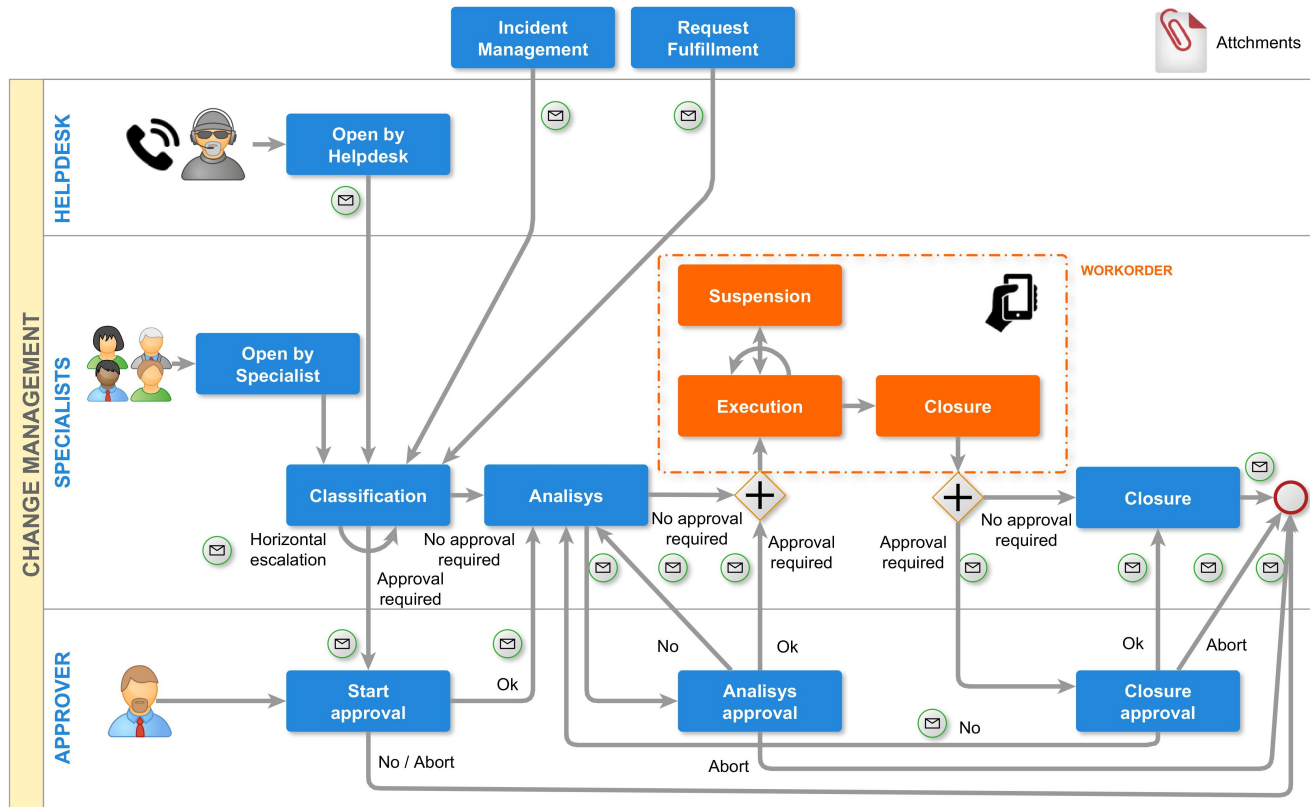 Incident
Management
Request
Fulfillment
Attchments
CHANGE MANAGEMENT
HELPDESK
Open by
Helpdesk
SPECIALISTS
WORKORDER
Suspension
Open by
Specialist
Execution
Closure
Classification
Analisys
Closure
Horizontal
escalation
No approval
required
No approval
required
Approval
required
Approval
required
No approval
required
Approval
required
APPROVER
No
Ok
Ok
Abort
Start
approval
Ok
Analisys
approval
Closure
approval
No
No / Abort
Abort